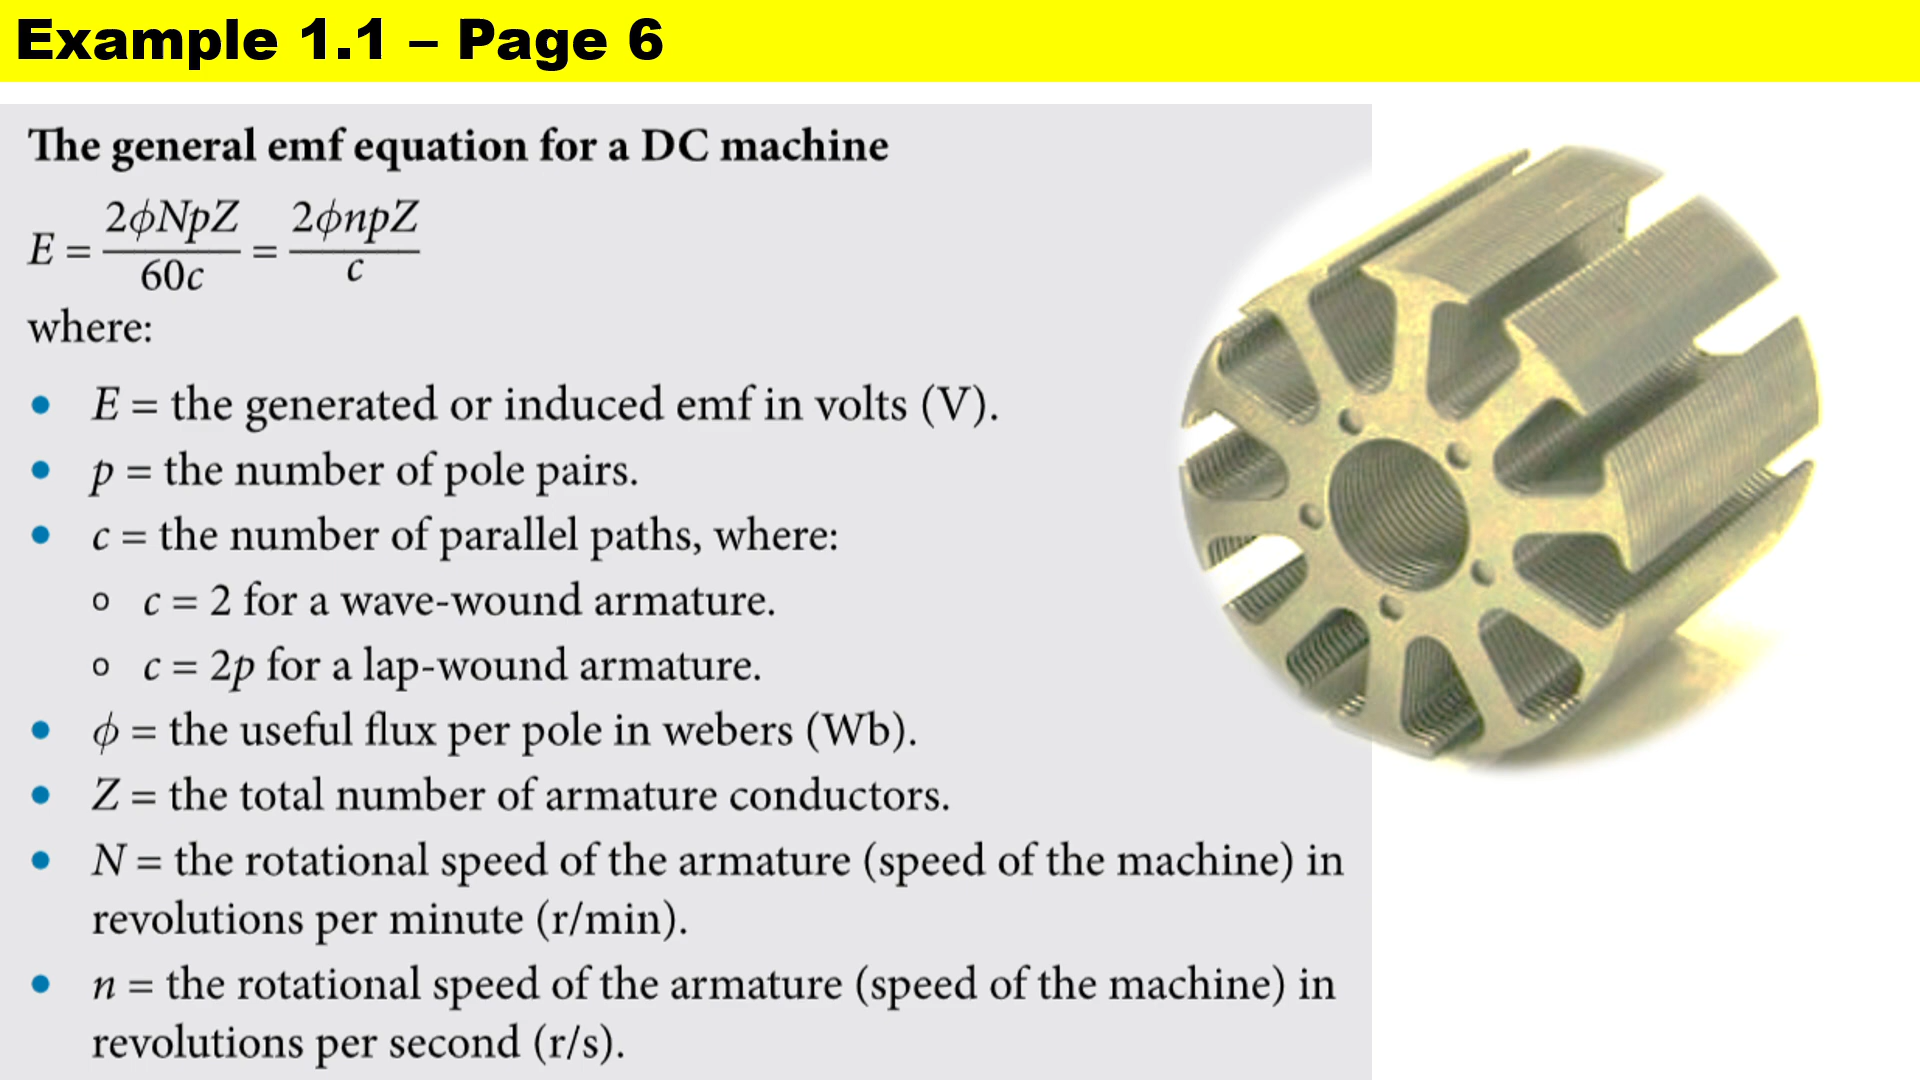 Example 1.1 – Page 6
The general emf equation for a DC machine
E = 2ϕNpZ / 60c = 2ϕnpZ / c
where:
• E = the generated or induced emf in volts (V).
• p = the number of pole pairs.
• c = the number of parallel paths, where:
o c = 2 for a wave-wound armature.
o c = 2p for a lap-wound armature.
• ϕ = the useful flux per pole in webers (Wb).
• Z = the total number of armature conductors.
• N = the rotational speed of the armature (speed of the machine) in
revolutions per minute (r/min).
• n = the rotational speed of the armature (speed of the machine) in
revolutions per second (r/s).